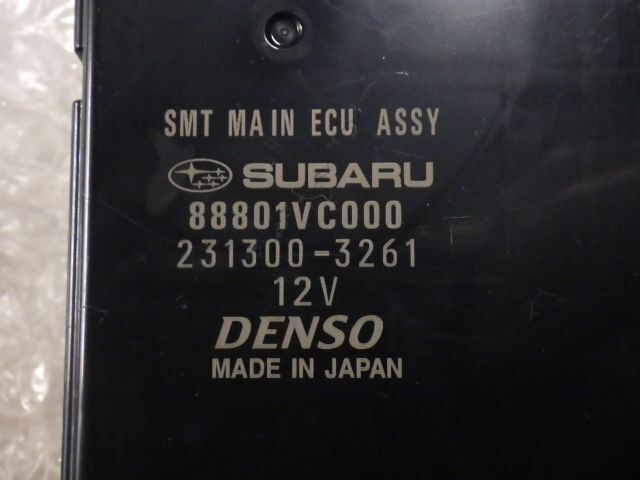 SMT MAIN ECU ASSY
SUBARU
88801VC000
231300-3261
12V
DENSO
MADE IN JAPAN